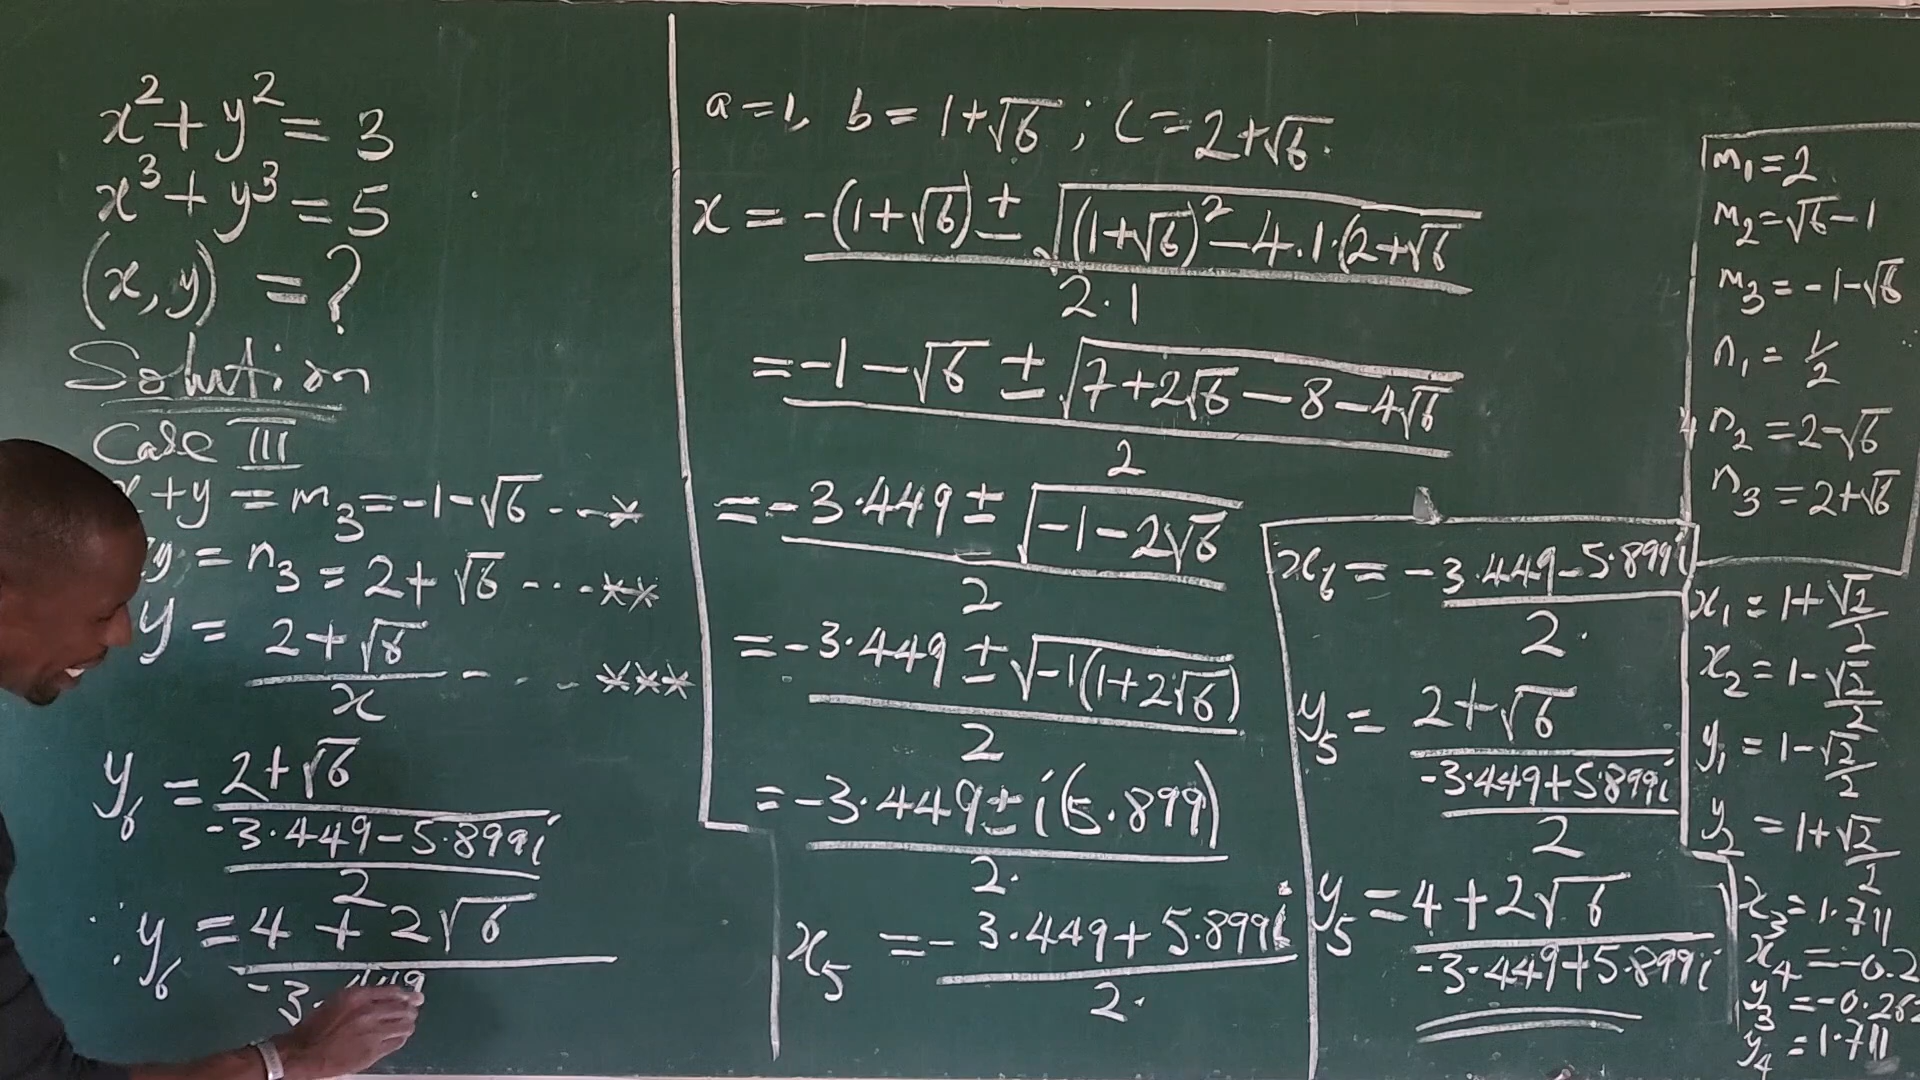 x² + y² = 3
x³ + y³ = 5
(x, y) = ?
Solution
Case III
+y = m₃ = -1-√6 ---*
y = n₃ = 2+√6 ---**
y = (2+√6)/x ----***
y₆ = (2+√6)/((-3.449-5.899i)/2)
∴ y₆ = (4+2√6)/(-3.449
a=1, b=1+√6; c=2+√6.
x = (-(1+√6) ± √((1+√6)²-4.1.(2+√6))/(2·1)
= (-1-√6 ± √(7+2√6-8-4√6))/2
= (-3.449 ± √(-1-2√6))/2
= (-3.449 ± √(-1(1+2√6)))/2
= (-3.449 ± i(5.899))/2.
x₅ = (-3.449+5.899i)/2.
x₆ = (-3.449-5.899i)/2.
y₅ = (2+√6)/((-3.449+5.899i)/2)
y₅ = (4+2√6)/(-3.449+5.899i)
m₁=2
m₂=√6-1
m₃=-1-√6
n₁=1/2
n₂=2-√6
n₃=2+√6
x₁=1+√2/2
x₂=1-√2/2
y₁=1-√2/2
y₂=1+√2/2
x₃=1.711
x₄=-0.2
y₃=-0.282
y₄=1.711